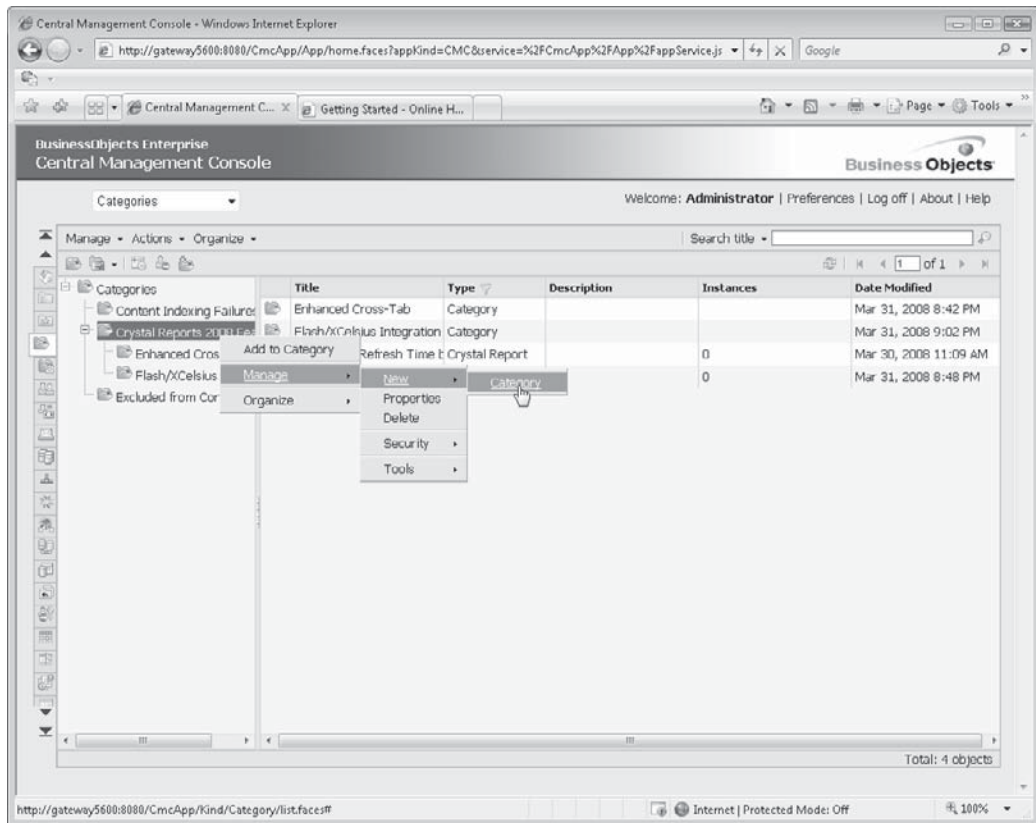 Central Management Console - Windows Internet Explorer
http://gateway5600:8080/CmcApp/App/home.faces?appKind=CMC&service=%2FCmcApp%2FApp%2FappService.js
Google
Central Management C...
Getting Started - Online H...
Page
Tools
BusinessObjects Enterprise
Central Management Console
Business Objects
Categories
Welcome: Administrator | Preferences | Log off | About | Help
Manage Actions Organize
Search title
1 of 1
Categories
Title Type Description Instances Date Modified
Content Indexing Failures
Enhanced Cross-Tab Category Mar 31, 2008 8:42 PM
Crystal Reports 2008 Fea
Flash/XCelsius Integration Category Mar 31, 2008 9:02 PM
Enhanced Cros
Add to Category
Refresh Time Crystal Report 0 Mar 30, 2008 11:09 AM
Flash/XCelsius
Manage
New
Category
0 Mar 31, 2008 8:48 PM
Excluded from Cor
Organize
Properties
Delete
Security
Tools
Total: 4 objects
http://gateway5600:8080/CmcApp/Kind/Category/list.faces#
Internet | Protected Mode: Off
100%